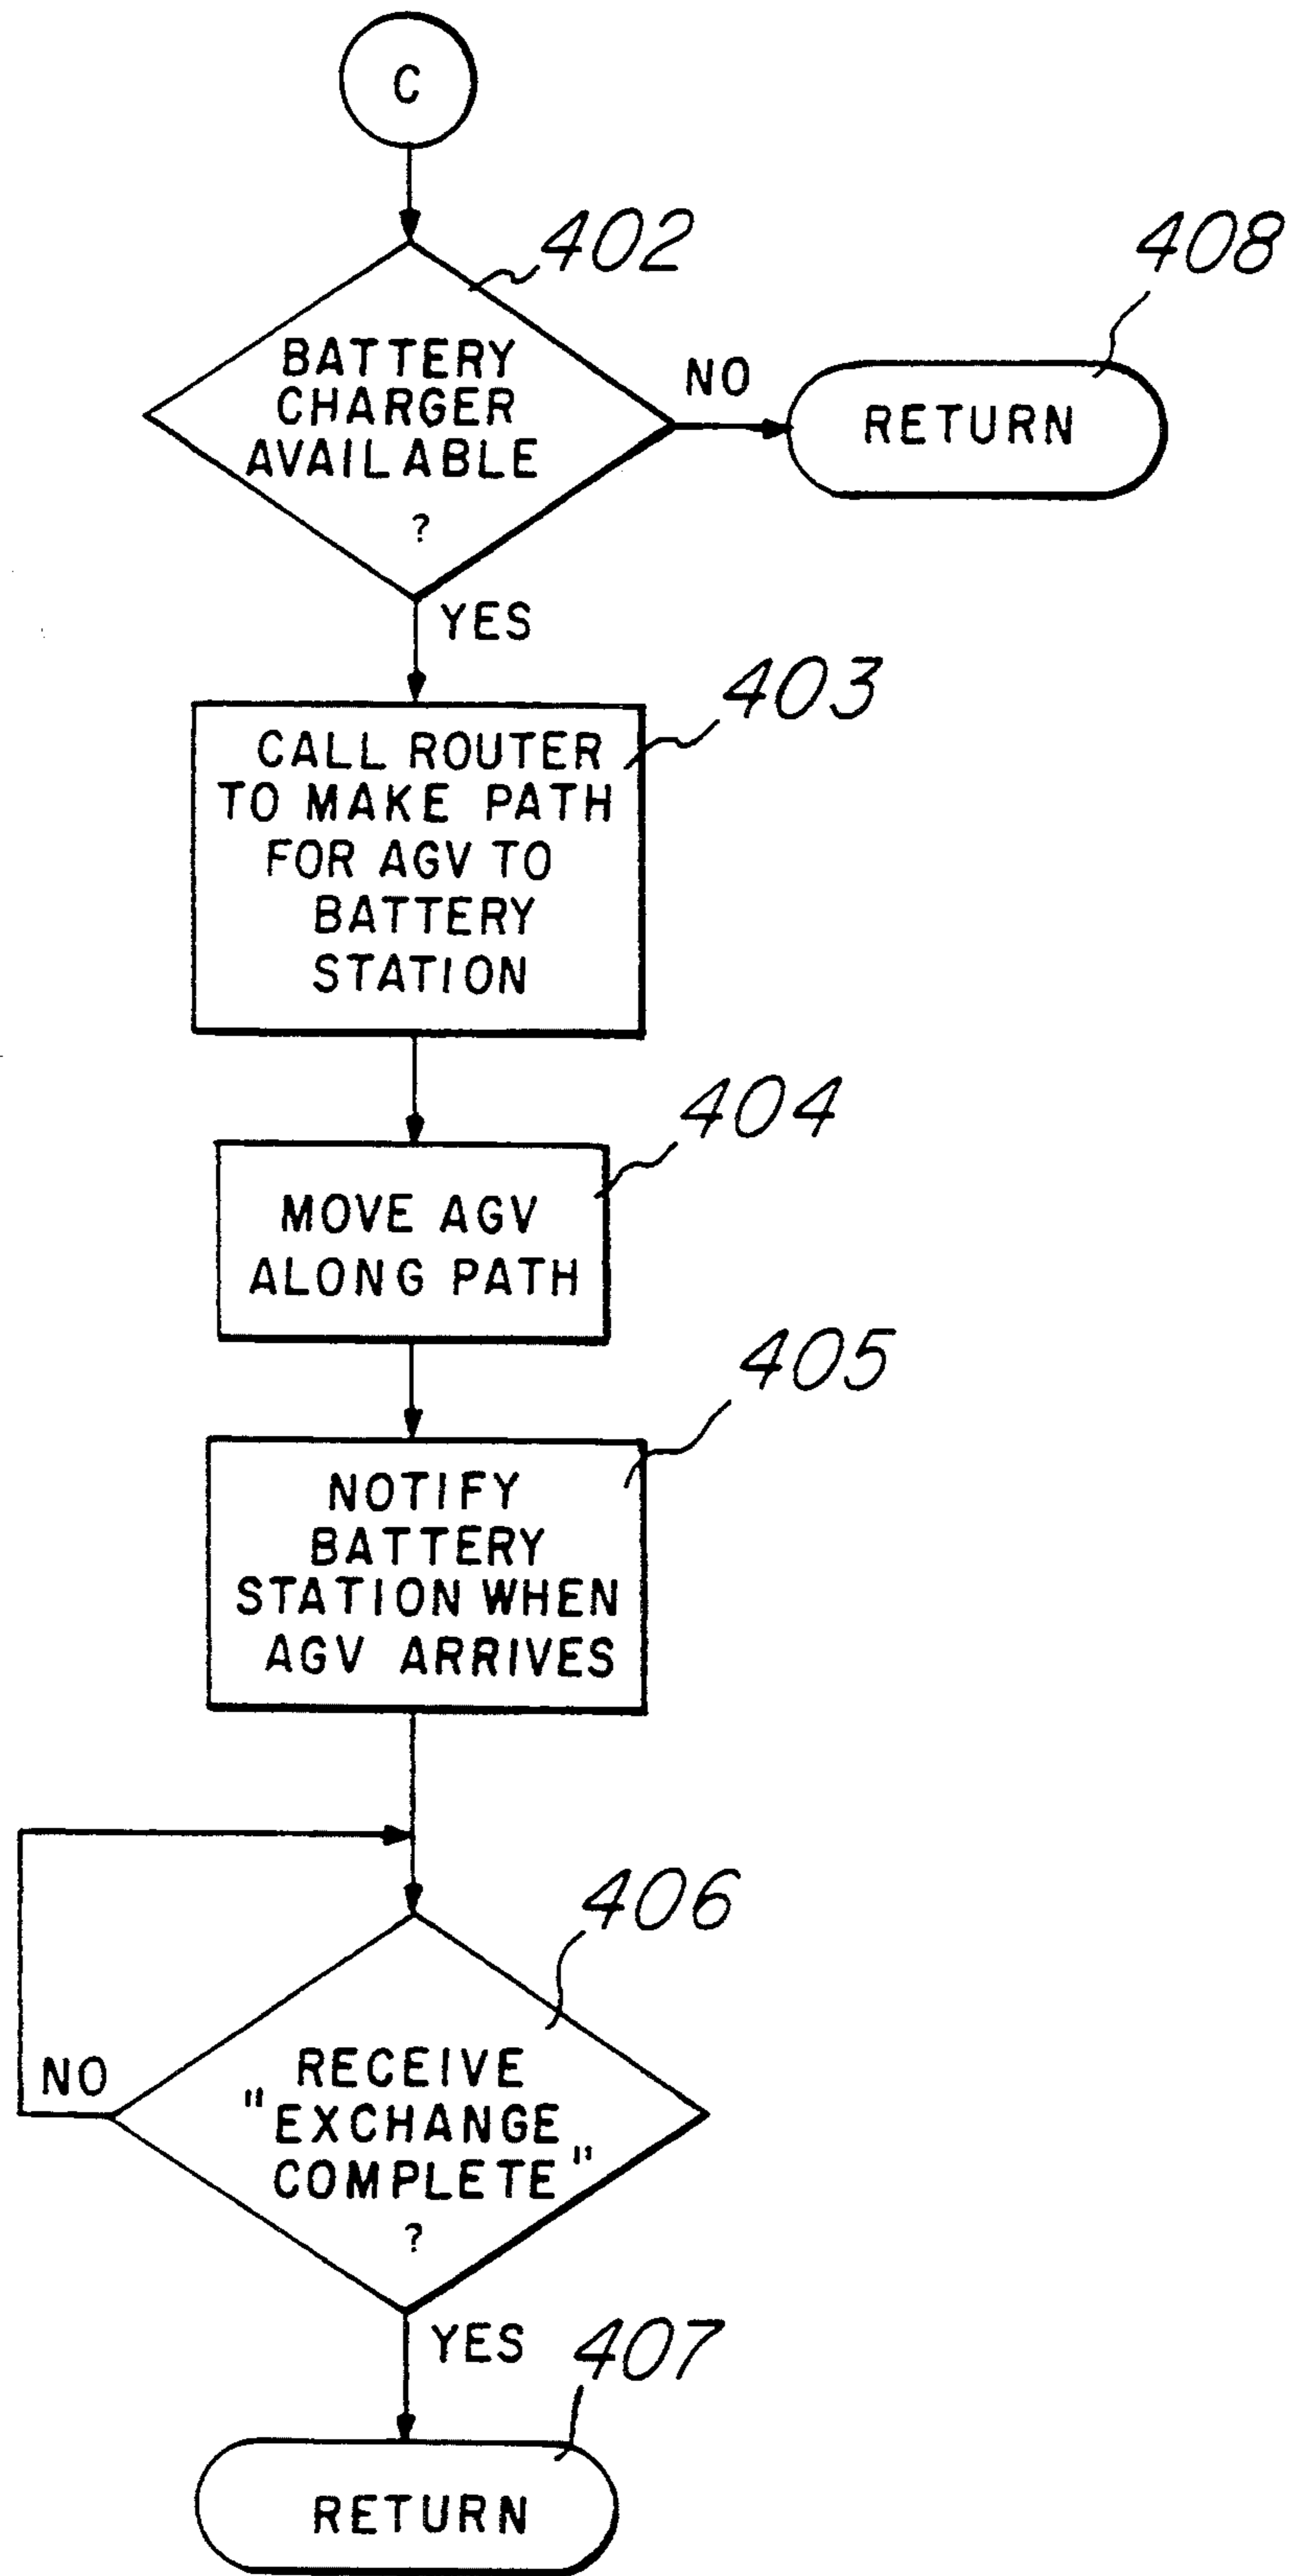 C
402
408
BATTERY
CHARGER
AVAILABLE
?
NO
RETURN
YES
403
CALL ROUTER
TO MAKE PATH
FOR AGV TO
BATTERY
STATION
404
MOVE AGV
ALONG PATH
405
NOTIFY
BATTERY
STATION WHEN
AGV ARRIVES
406
NO
RECEIVE
"EXCHANGE
COMPLETE"
?
YES
407
RETURN